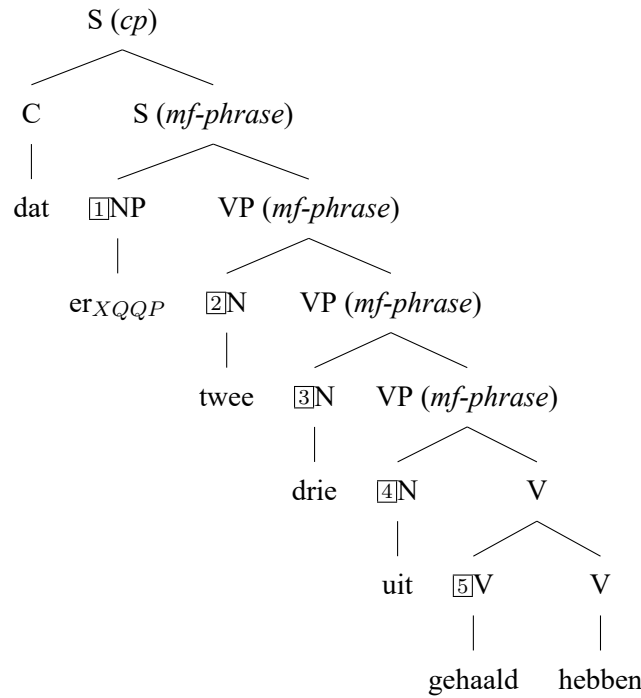 S (cp)
C S (mf-phrase)
dat 1NP VP (mf-phrase)
erXQQP 2N VP (mf-phrase)
twee 3N VP (mf-phrase)
drie 4N V
uit 5V V
gehaald hebben